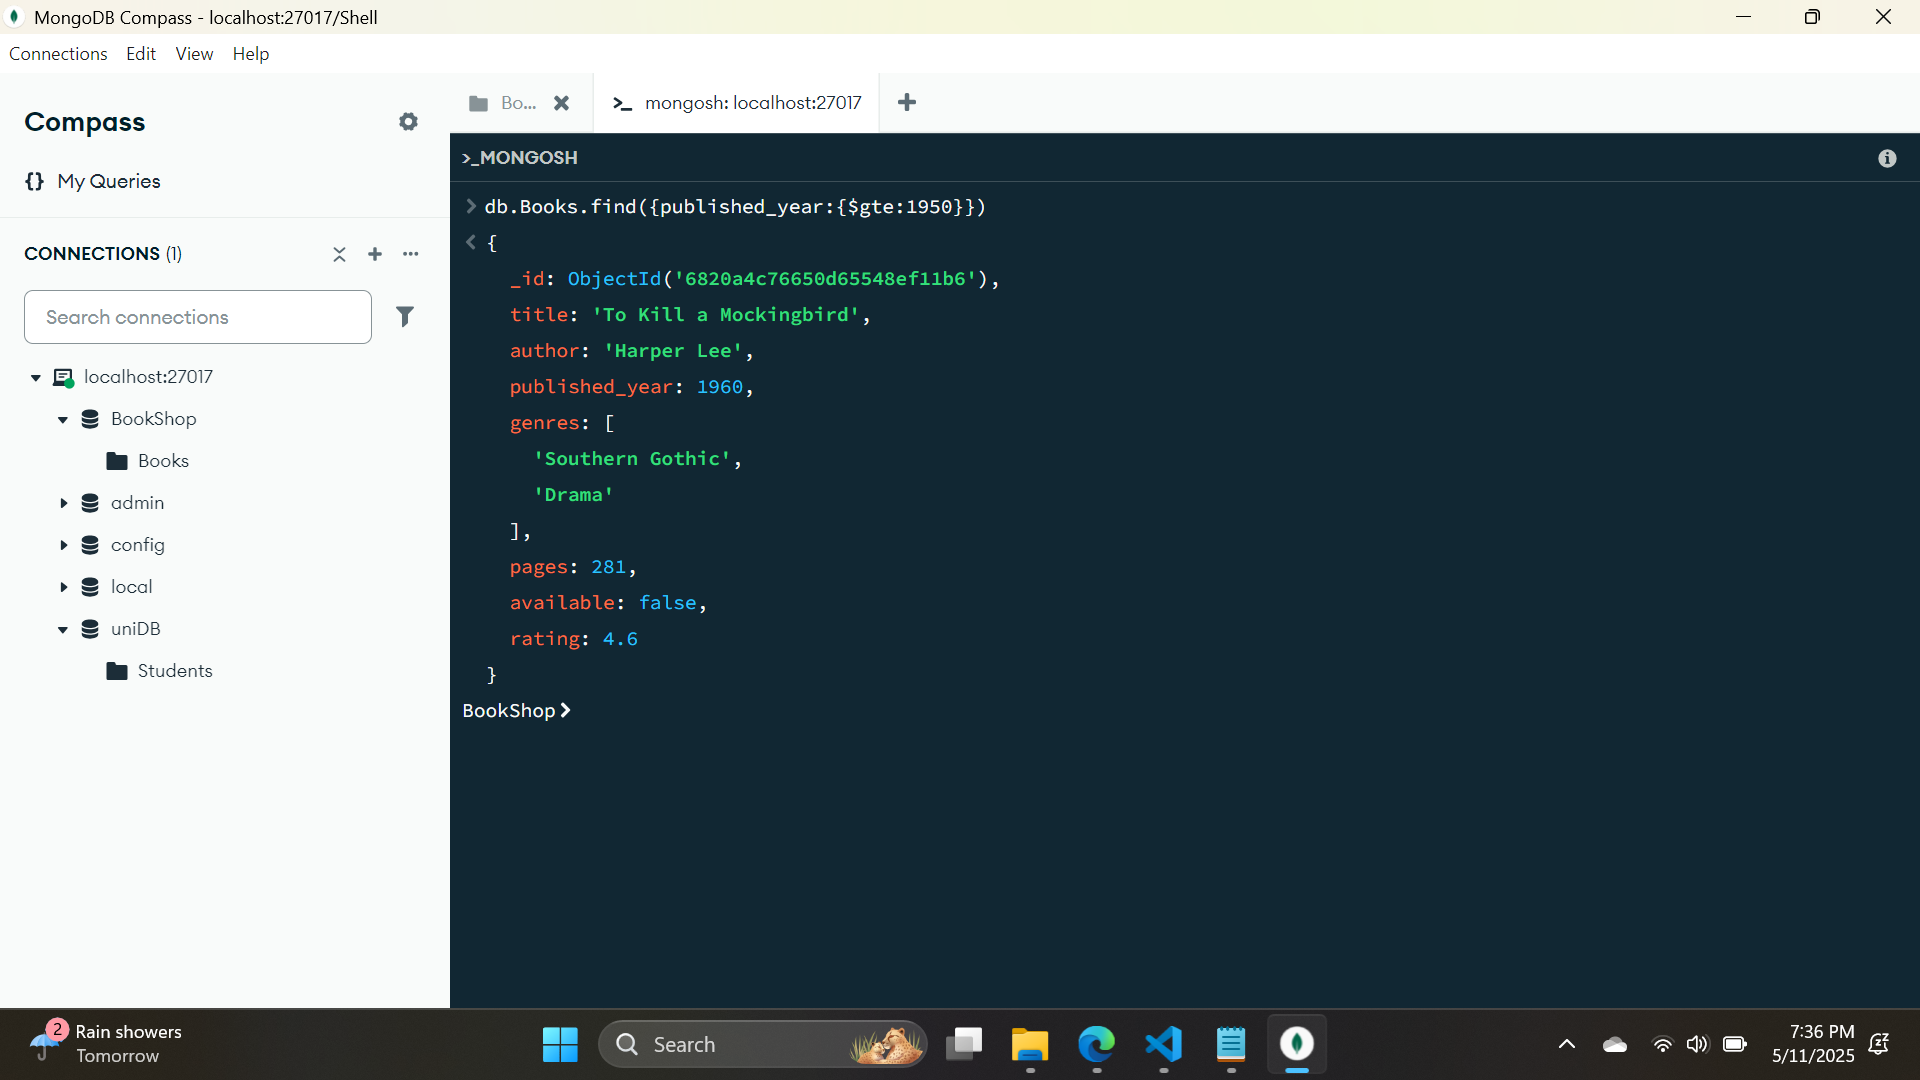 MongoDB Compass - localhost:27017/Shell
Connections Edit View Help
Compass
{} My Queries
CONNECTIONS (1)
Search connections
localhost:27017
BookShop
Books
admin
config
local
uniDB
Students
Bo...
>_ mongosh: localhost:27017
>_MONGOSH
db.Books.find({published_year:{$gte:1950}})
{
_id: ObjectId('6820a4c76650d65548ef11b6'),
title: 'To Kill a Mockingbird',
author: 'Harper Lee',
published_year: 1960,
genres: [
'Southern Gothic',
'Drama'
],
pages: 281,
available: false,
rating: 4.6
}
BookShop>
2
Rain showers
Tomorrow
Search
7:36 PM
5/11/2025